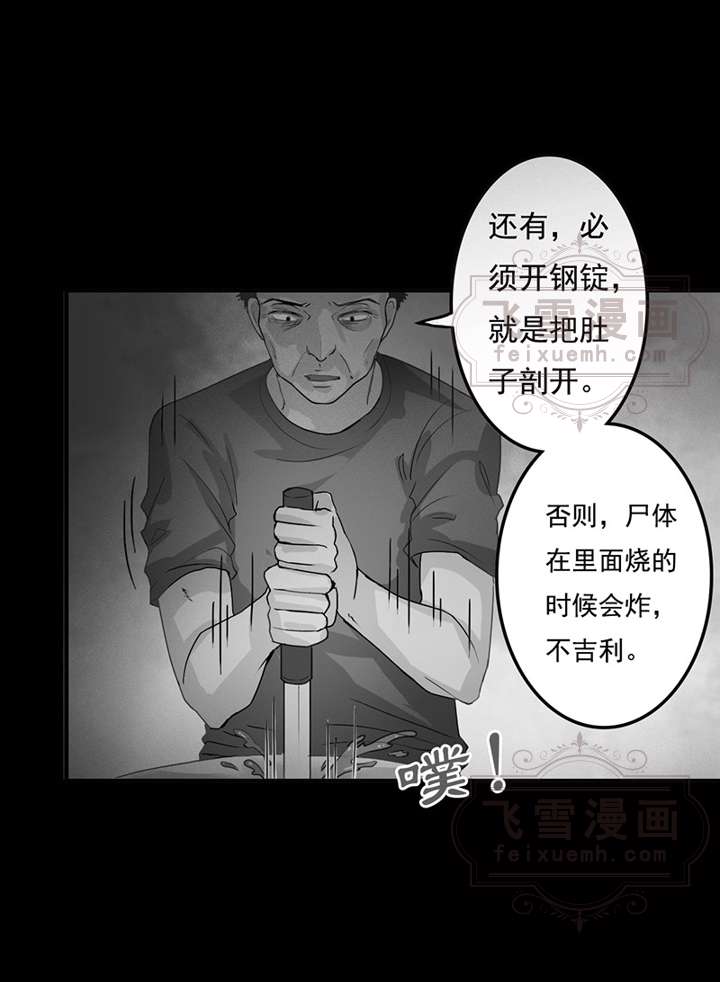 还有，必
须开钢锭，
就是把肚
子剖开。
飞雪漫画
feixuemh.com
否则，尸体
在里面烧的
时候会炸，
不吉利。
噗！
飞雪漫画
feixuemh.com